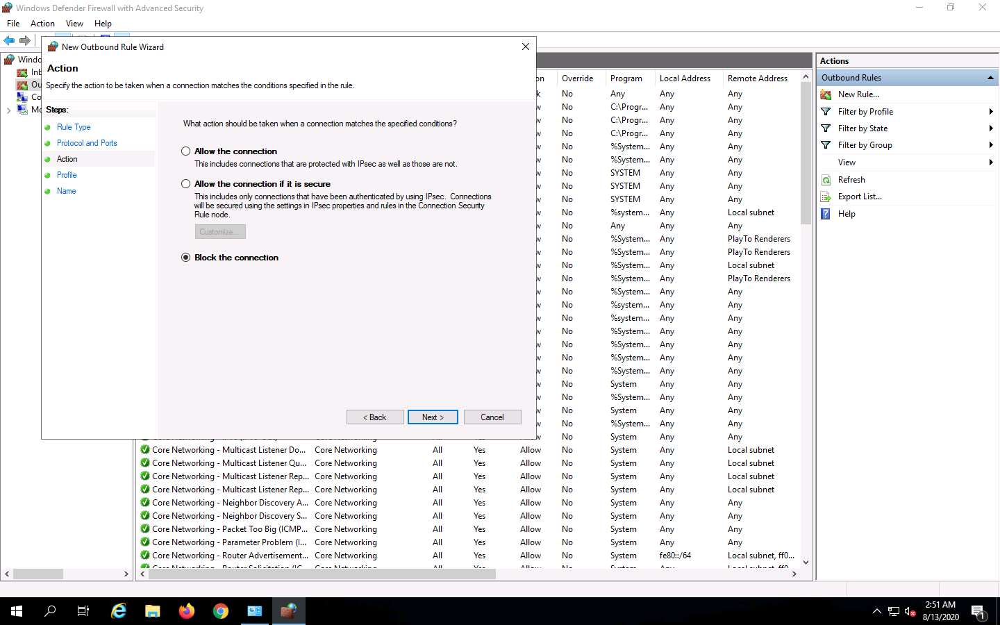 Windows Defender Firewall with Advanced Security
File Action View Help
New Outbound Rule Wizard
Action
Specify the action to be taken when a connection matches the conditions specified in the rule.
Steps:
Rule Type
Protocol and Ports
Action
Profile
Name
What action should be taken when a connection matches the specified conditions?
Allow the connection
This includes connections that are protected with IPsec as well as those are not.
Allow the connection if it is secure
This includes only connections that have been authenticated by using IPsec. Connections
will be secured using the settings in IPsec properties and rules in the Connection Security
Rule node.
Customize...
Block the connection
< Back Next > Cancel
Override Program Local Address Remote Address
No Any Any Any
No C:\Progr... Any Any
No C:\Progr... Any Any
No C:\Progr... Any Any
No %System... Any Any
No %System... Any Any
No SYSTEM Any Any
No SYSTEM Any Any
No SYSTEM Any Any
No %system... Any Local subnet
No Any Any Any
No %System... Any PlayTo Renderers
No %System... Any PlayTo Renderers
No %System... Any Local subnet
No %System... Any PlayTo Renderers
No %System... Any Any
No %system... Any Any
No %system... Any Any
No %System... Any Any
No %System... Any Any
No %System... Any Any
No %System... Any Any
No System Any Any
No %System... Any Any
No System Any Any
No %System... Any Any
No System Any Any
Core Networking - Multicast Listener Do... Core Networking All Yes Allow No System Any Local subnet
Core Networking - Multicast Listener Qu... Core Networking All Yes Allow No System Any Local subnet
Core Networking - Multicast Listener Rep... Core Networking All Yes Allow No System Any Local subnet
Core Networking - Multicast Listener Rep... Core Networking All Yes Allow No System Any Local subnet
Core Networking - Neighbor Discovery A... Core Networking All Yes Allow No System Any Any
Core Networking - Neighbor Discovery S... Core Networking All Yes Allow No System Any Any
Core Networking - Packet Too Big (ICMP... Core Networking All Yes Allow No System Any Any
Core Networking - Parameter Problem (I... Core Networking All Yes Allow No System Any Any
Core Networking - Router Advertisement... Core Networking All Yes Allow No System fe80::/64 Local subnet, ff0...
Actions
Outbound Rules
New Rule...
Filter by Profile
Filter by State
Filter by Group
View
Refresh
Export List...
Help
2:51 AM
8/13/2020
1